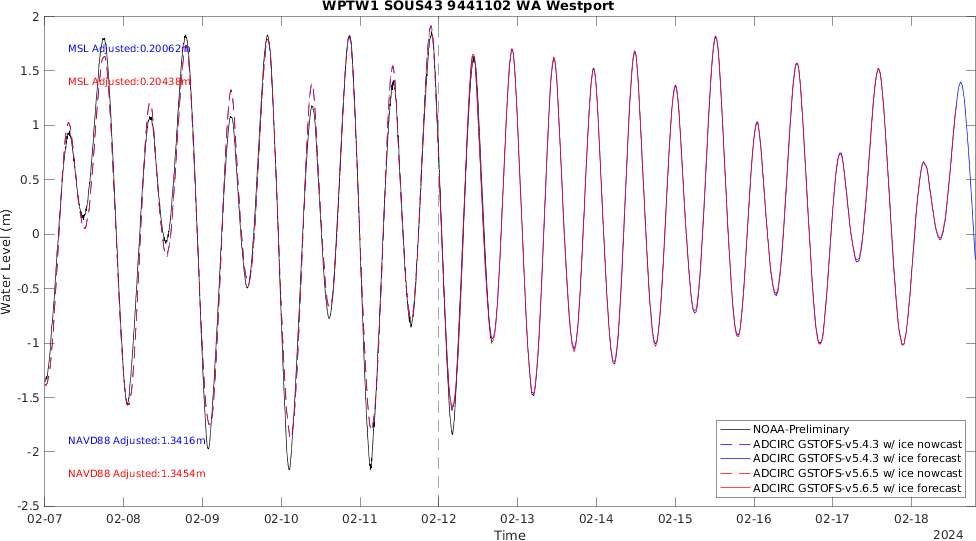 WPTW1 SOUS43 9441102 WA Westport
2
1.5
1
0.5
0
-0.5
-1
-1.5
-2
-2.5
Water Level (m)
MSL Adjusted:0.20062m
MSL Adjusted:0.20438m
NAVD88 Adjusted:1.3416m
NAVD88 Adjusted:1.3454m
NOAA-Preliminary
ADCIRC GSTOFS-v5.4.3 w/ ice nowcast
ADCIRC GSTOFS-v5.4.3 w/ ice forecast
ADCIRC GSTOFS-v5.6.5 w/ ice nowcast
ADCIRC GSTOFS-v5.6.5 w/ ice forecast
02-07 02-08 02-09 02-10 02-11 02-12 02-13 02-14 02-15 02-16 02-17 02-18
Time
2024